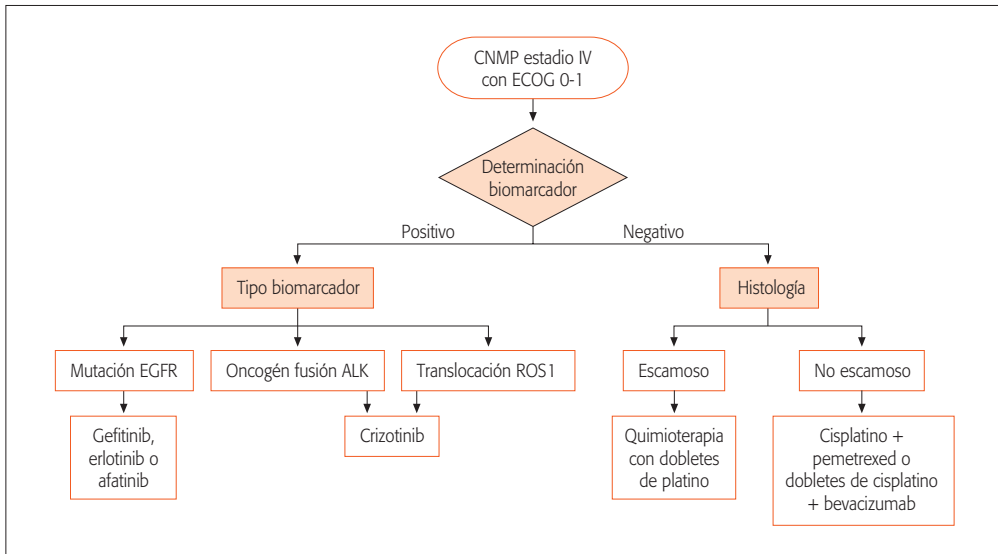 CNMP estadio IV
con ECOG 0-1
Determinación
biomarcador
Positivo
Negativo
Tipo biomarcador
Histología
Mutación EGFR
Oncogén fusión ALK
Translocación ROS1
Escamoso
No escamoso
Gefitinib,
erlotinib o
afatinib
Crizotinib
Quimioterapia
con dobletes
de platino
Cisplatino +
pemetrexed o
dobletes de cisplatino
+ bevacizumab